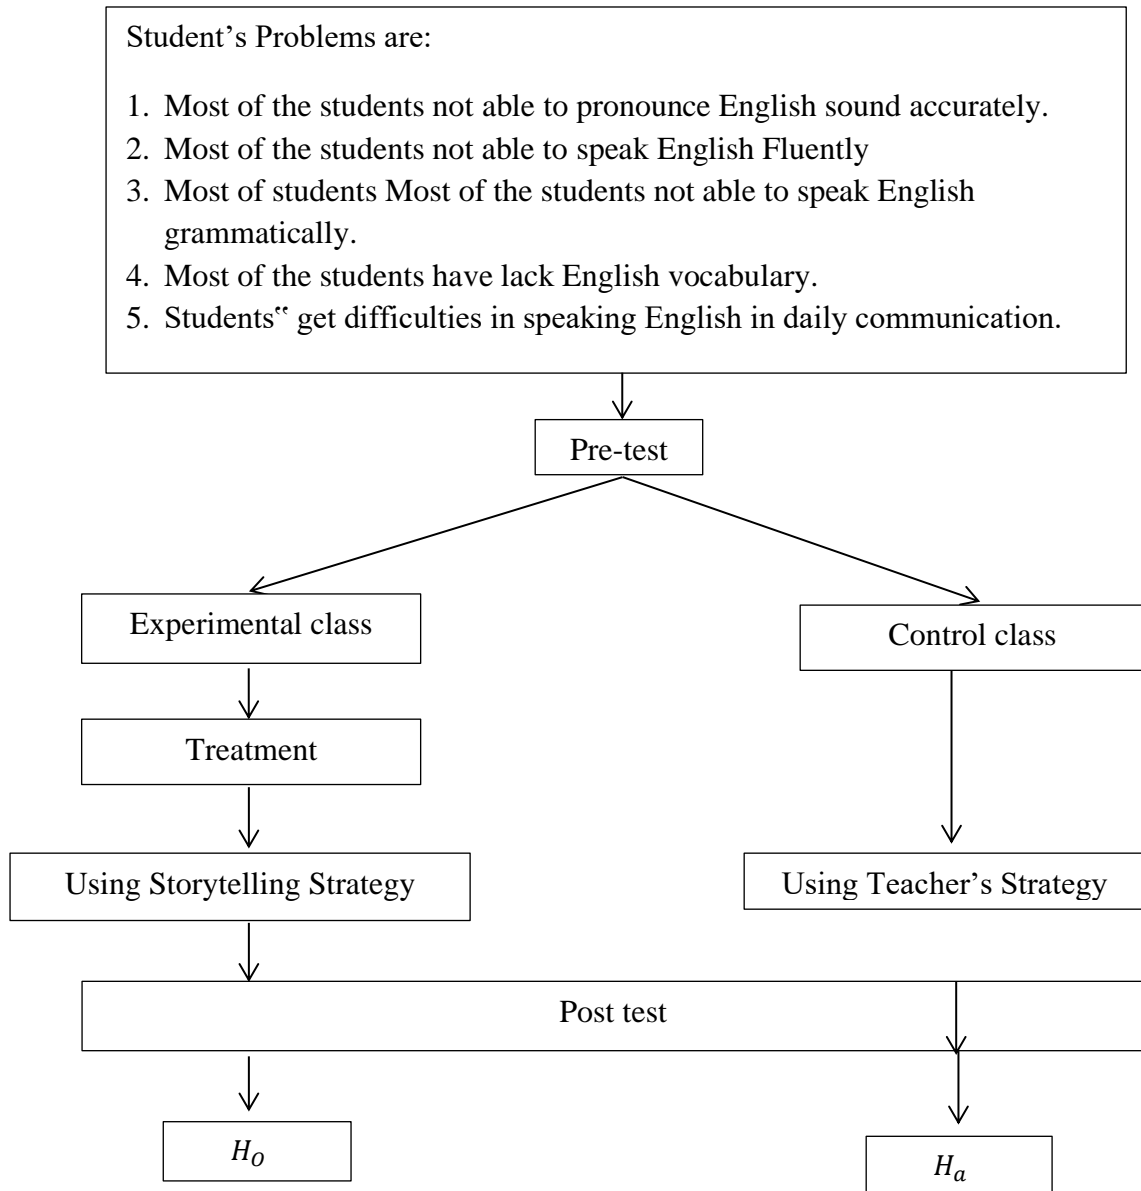 Student’s Problems are:
1. Most of the students not able to pronounce English sound accurately.
2. Most of the students not able to speak English Fluently
3. Most of students Most of the students not able to speak English
grammatically.
4. Most of the students have lack English vocabulary.
5. Students‟ get difficulties in speaking English in daily communication.
Pre-test
Experimental class
Control class
Treatment
Using Storytelling Strategy
Using Teacher’s Strategy
Post test
H_O
H_a